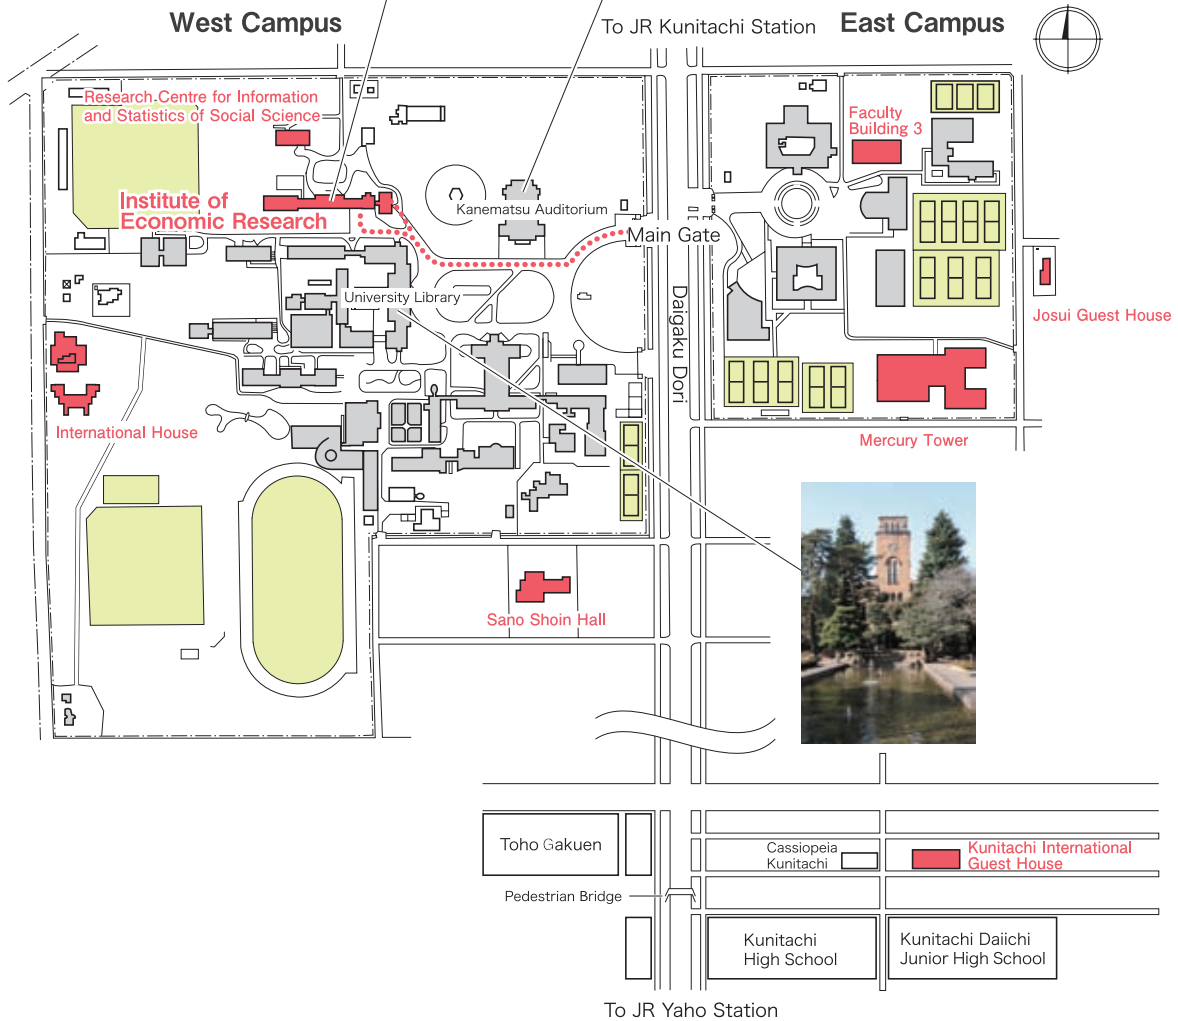 West Campus
To JR Kunitachi Station
East Campus
Research Centre for Information
and Statistics of Social Science
Faculty
Building 3
Institute of
Economic Research
Kanematsu Auditorium
Main Gate
University Library
Daigaku Dori
Josui Guest House
International House
Mercury Tower
Sano Shoin Hall
Toho Gakuen
Cassiopeia
Kunitachi
Kunitachi International
Guest House
Pedestrian Bridge
Kunitachi
High School
Kunitachi Daiichi
Junior High School
To JR Yaho Station